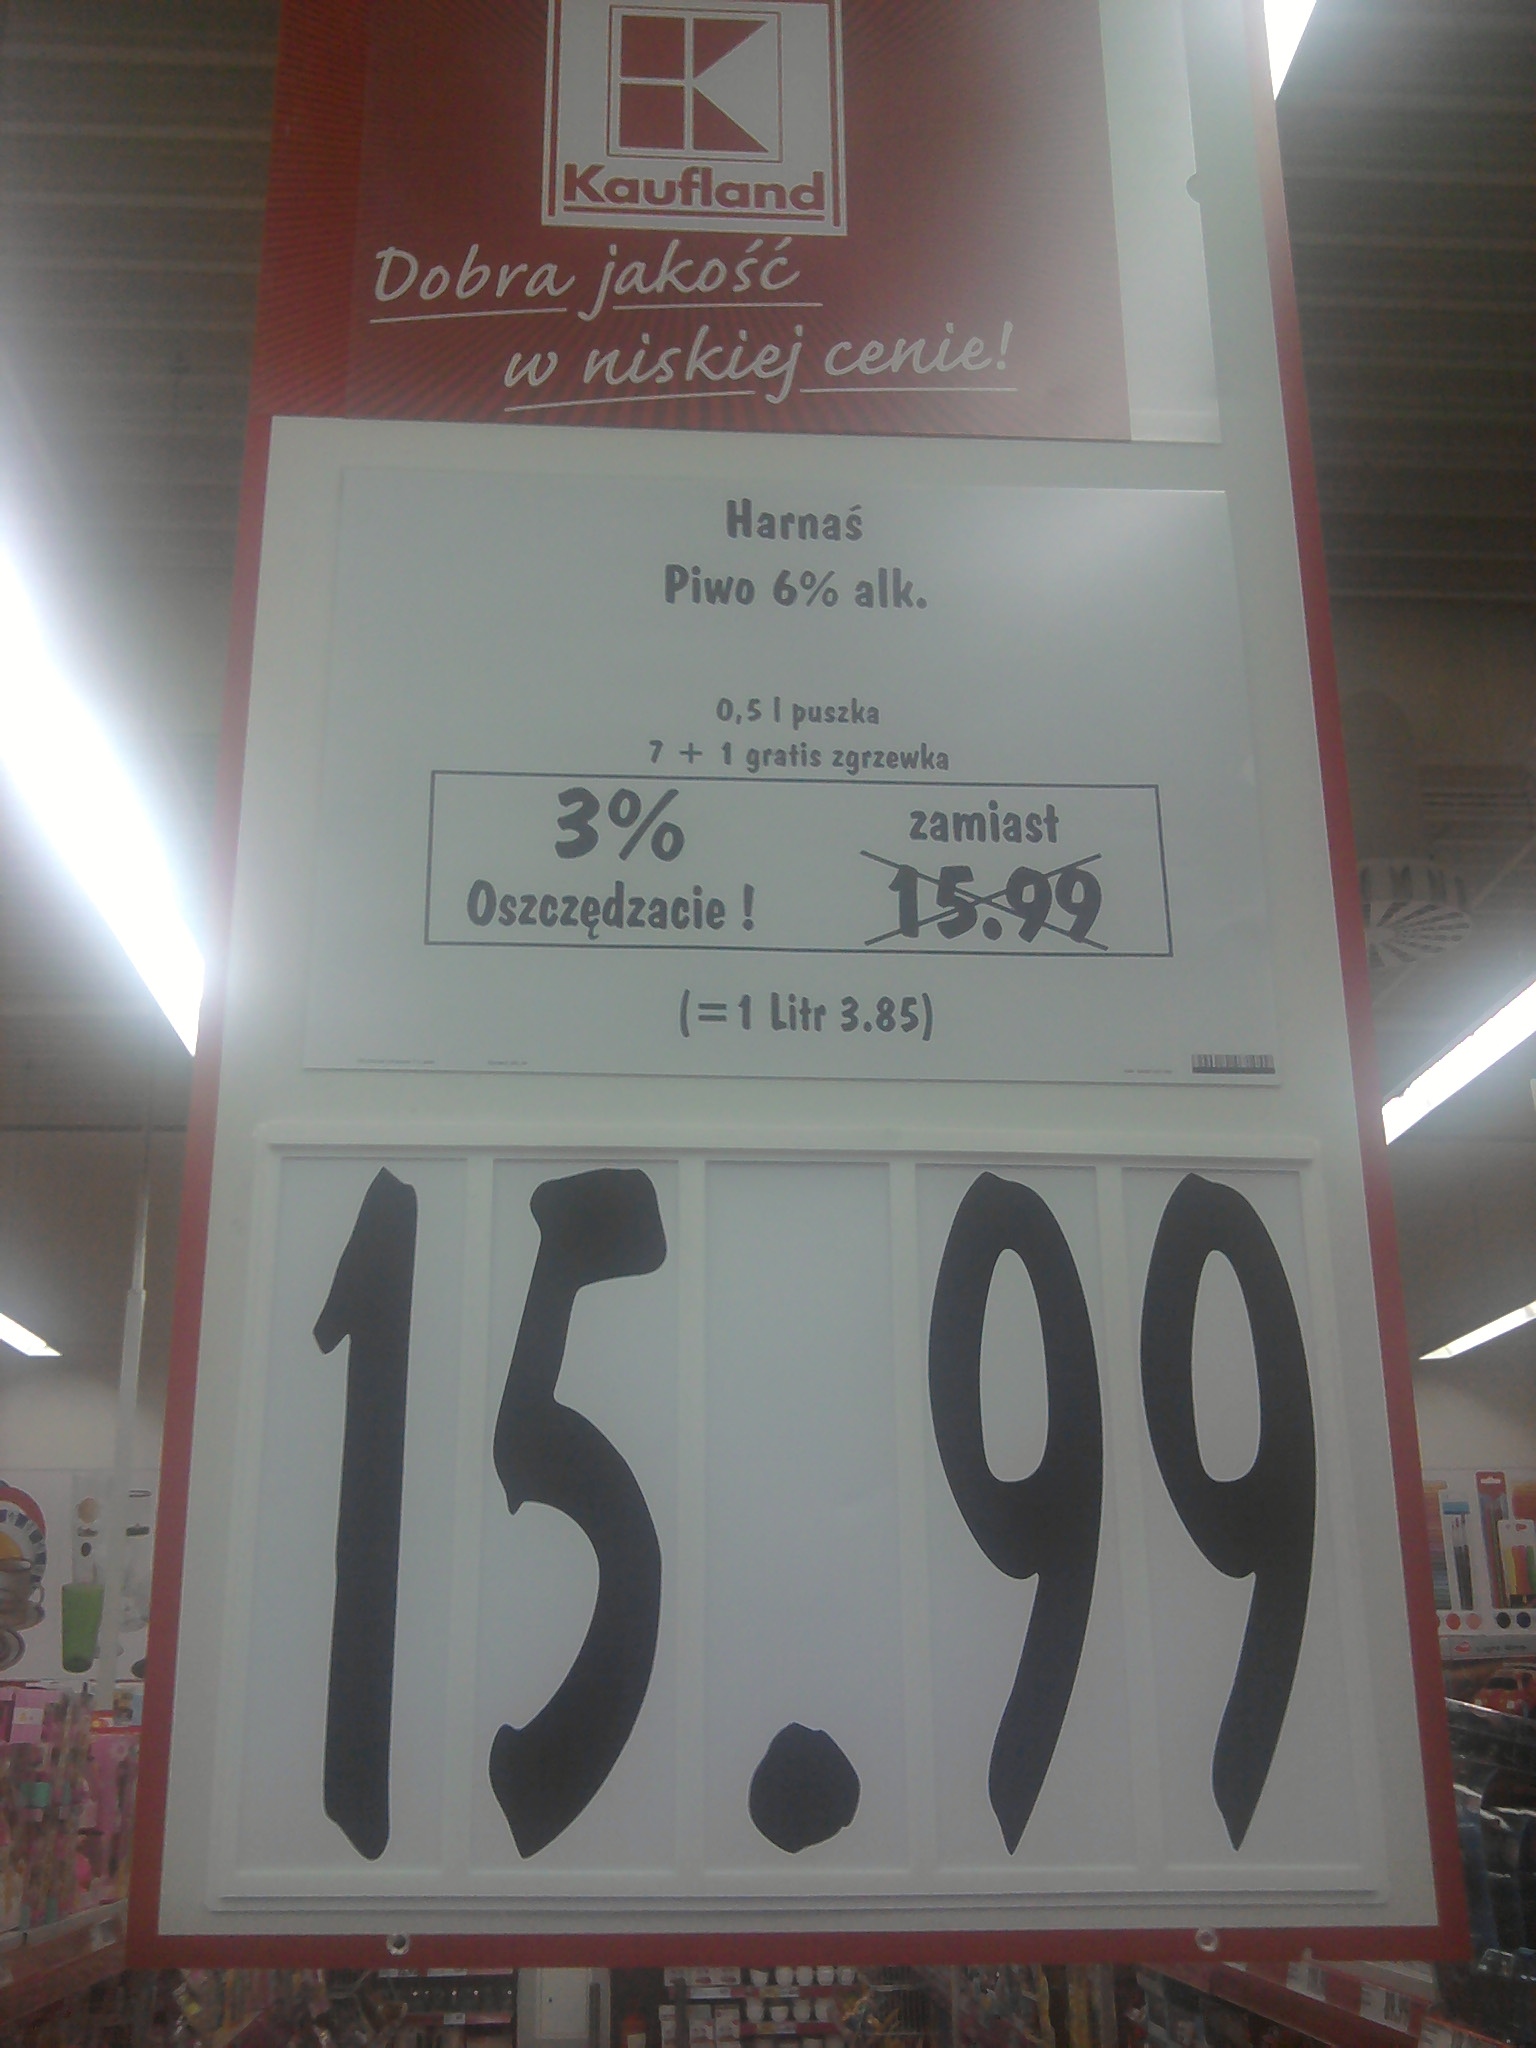 Kaufland
Dobra jakość
w niskiej cenie!
Harnaś
Piwo 6% alk.
0,5 l puszka
7 + 1 gratis zgrzewka
3% zamiast
Oszczędzacie ! 15.99
(=1 Litr 3.85)
15.99